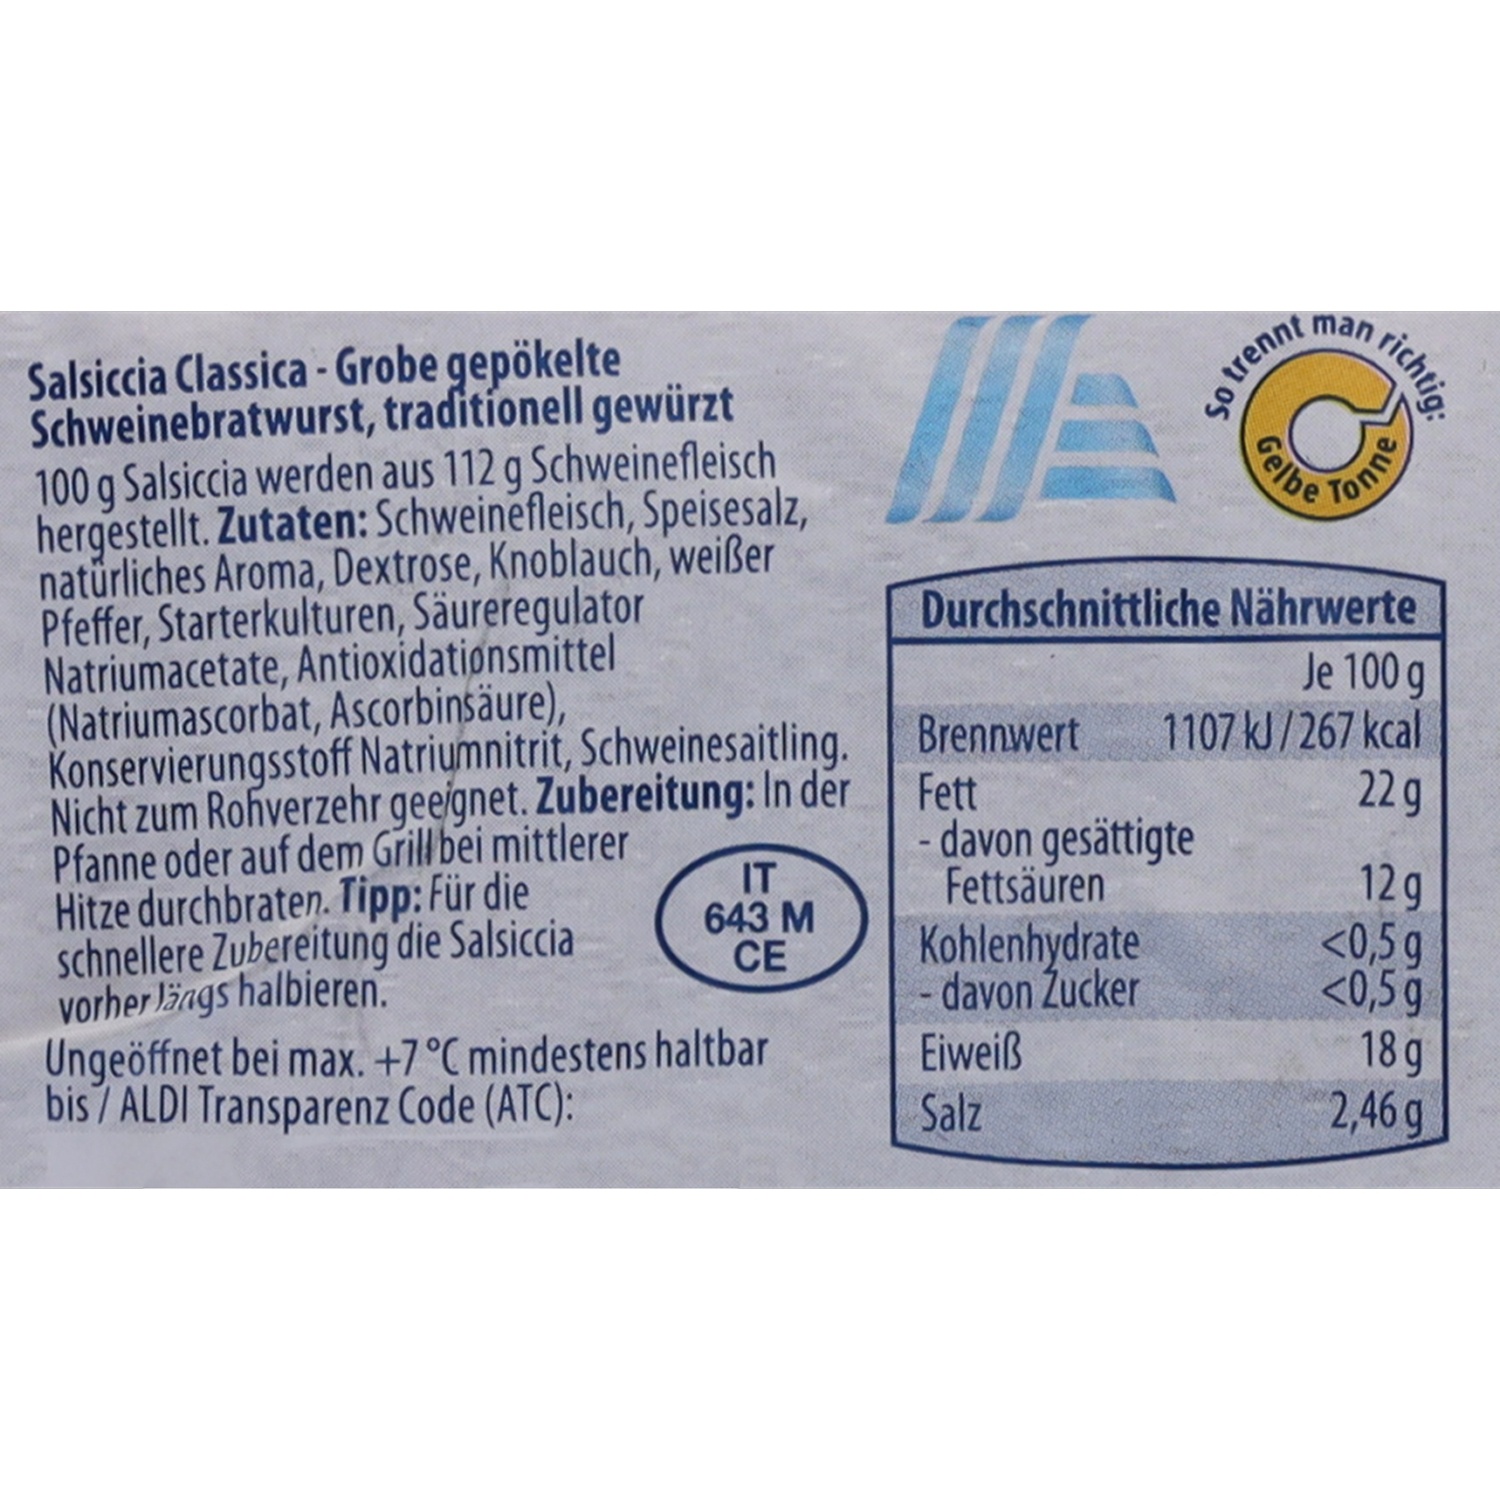 Salsiccia Classica - Grobe gepökelte
Schweinebratwurst, traditionell gewürzt
100 g Salsiccia werden aus 112 g Schweinefleisch
hergestellt. Zutaten: Schweinefleisch, Speisesalz,
natürliches Aroma, Dextrose, Knoblauch, weißer
Pfeffer, Starterkulturen, Säureregulator
Natriumacetate, Antioxidationsmittel
(Natriumascorbat, Ascorbinsäure),
Konservierungsstoff Natriumnitrit, Schweinesaitling.
Nicht zum Rohverzehr geeignet. Zubereitung: In der
Pfanne oder auf dem Grill bei mittlerer
Hitze durchbraten. Tipp: Für die
schnellere Zubereitung die Salsiccia
vorher längs halbieren.
IT
643 M
CE
Ungeöffnet bei max. +7 °C mindestens haltbar
bis / ALDI Transparenz Code (ATC):
So trennt man richtig:
Gelbe Tonne
Durchschnittliche Nährwerte
Je 100 g
Brennwert 1107 kJ / 267 kcal
Fett 22 g
- davon gesättigte
Fettsäuren 12 g
Kohlenhydrate <0,5 g
- davon Zucker <0,5 g
Eiweiß 18 g
Salz 2,46 g